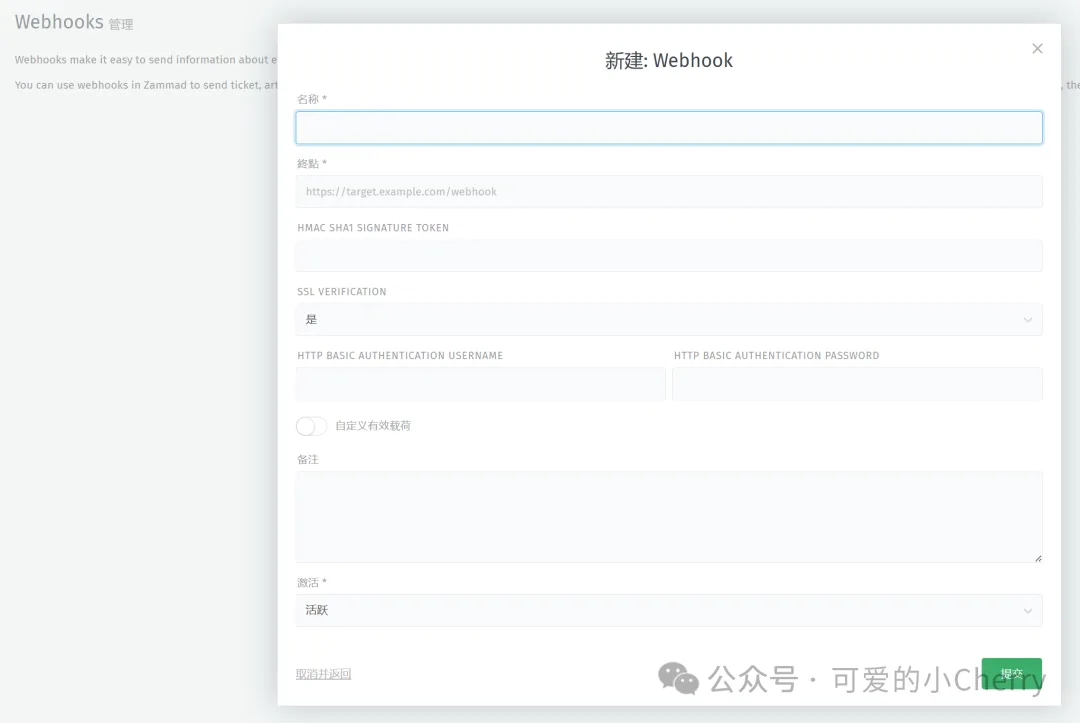 Webhooks 管理
Webhooks make it easy to send information about e
You can use webhooks in Zammad to send ticket, art
, the
新建: Webhook
名称 *
終點 *
https://target.example.com/webhook
HMAC SHA1 SIGNATURE TOKEN
SSL VERIFICATION
是
HTTP BASIC AUTHENTICATION USERNAME
HTTP BASIC AUTHENTICATION PASSWORD
自定义有效载荷
备注
激活 *
活跃
取消并返回
提交
公众号 · 可爱的小Cherry